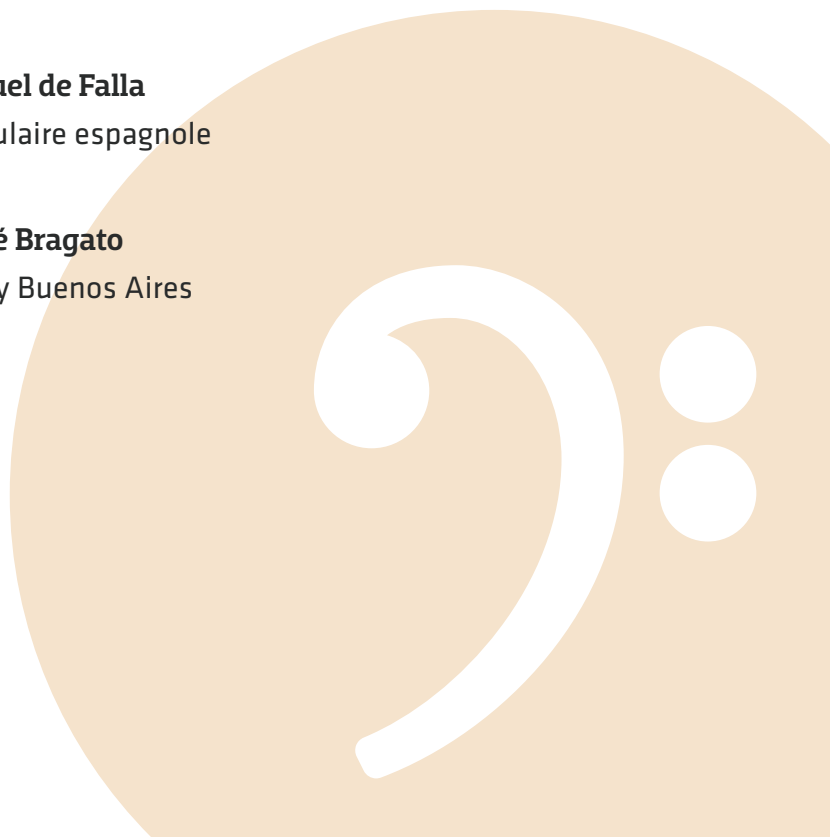 uel de Falla
ulaire espagnole
é Bragato
y Buenos Aires